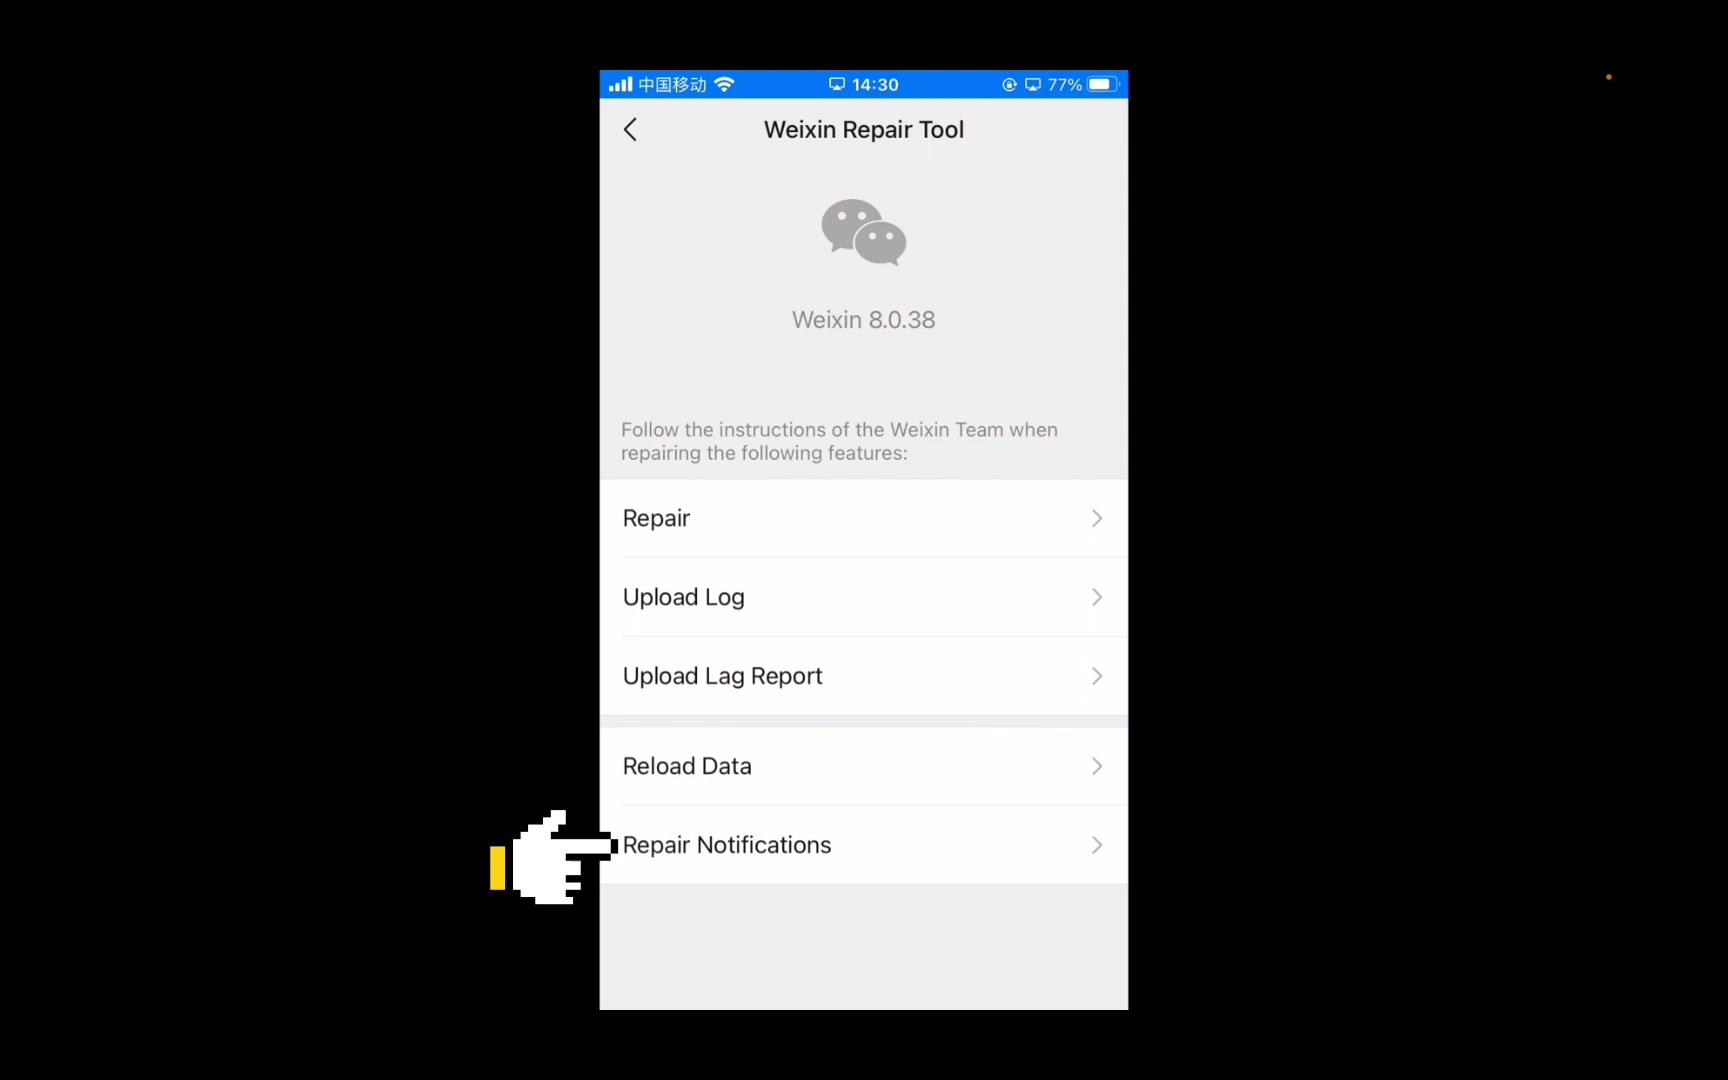 中国移动 14:30 77%
Weixin Repair Tool
Weixin 8.0.38
Follow the instructions of the Weixin Team when
repairing the following features:
Repair
Upload Log
Upload Lag Report
Reload Data
Repair Notifications